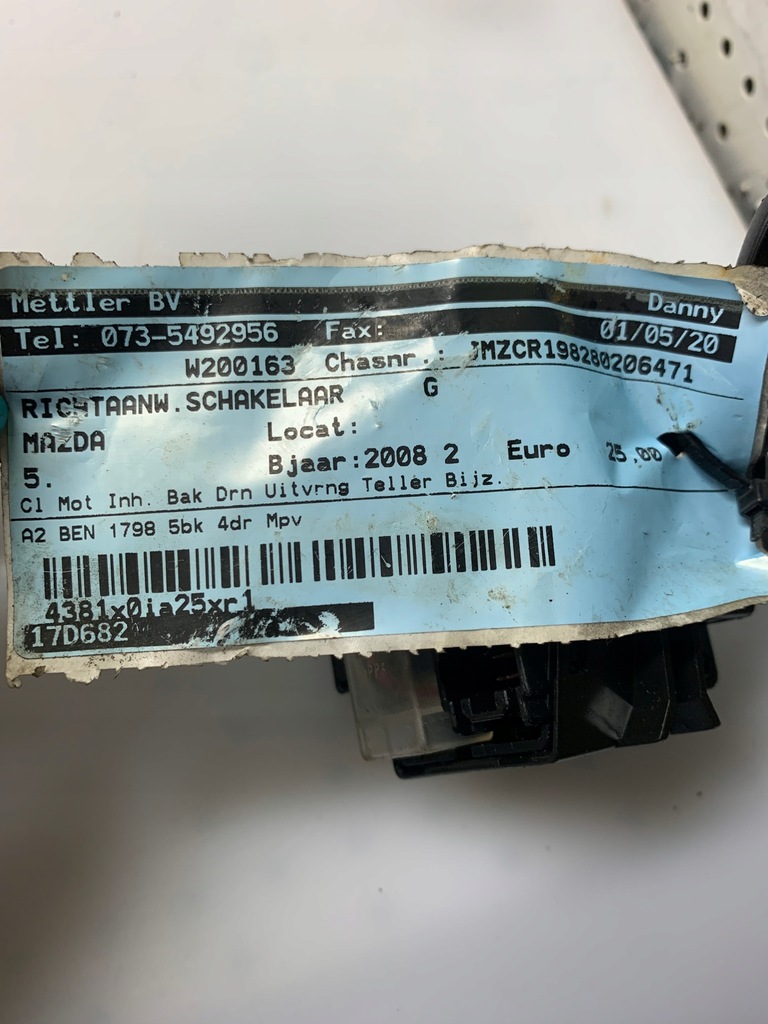 Mettler BV Danny
Tel: 073-5492956 Fax: 01/05/20
W200163 Chasnr.: JMZCR198280206471
RICHTAANW.SCHAKELAAR G
MAZDA Locat:
5. Bjaar:2008 2 Euro 25,00
Cl Mot Inh. Bak Drn Uitvrng Teller Bijz.
A2 BEN 1798 5bk 4dr Mpv
4381x0ia25xr1
17D682